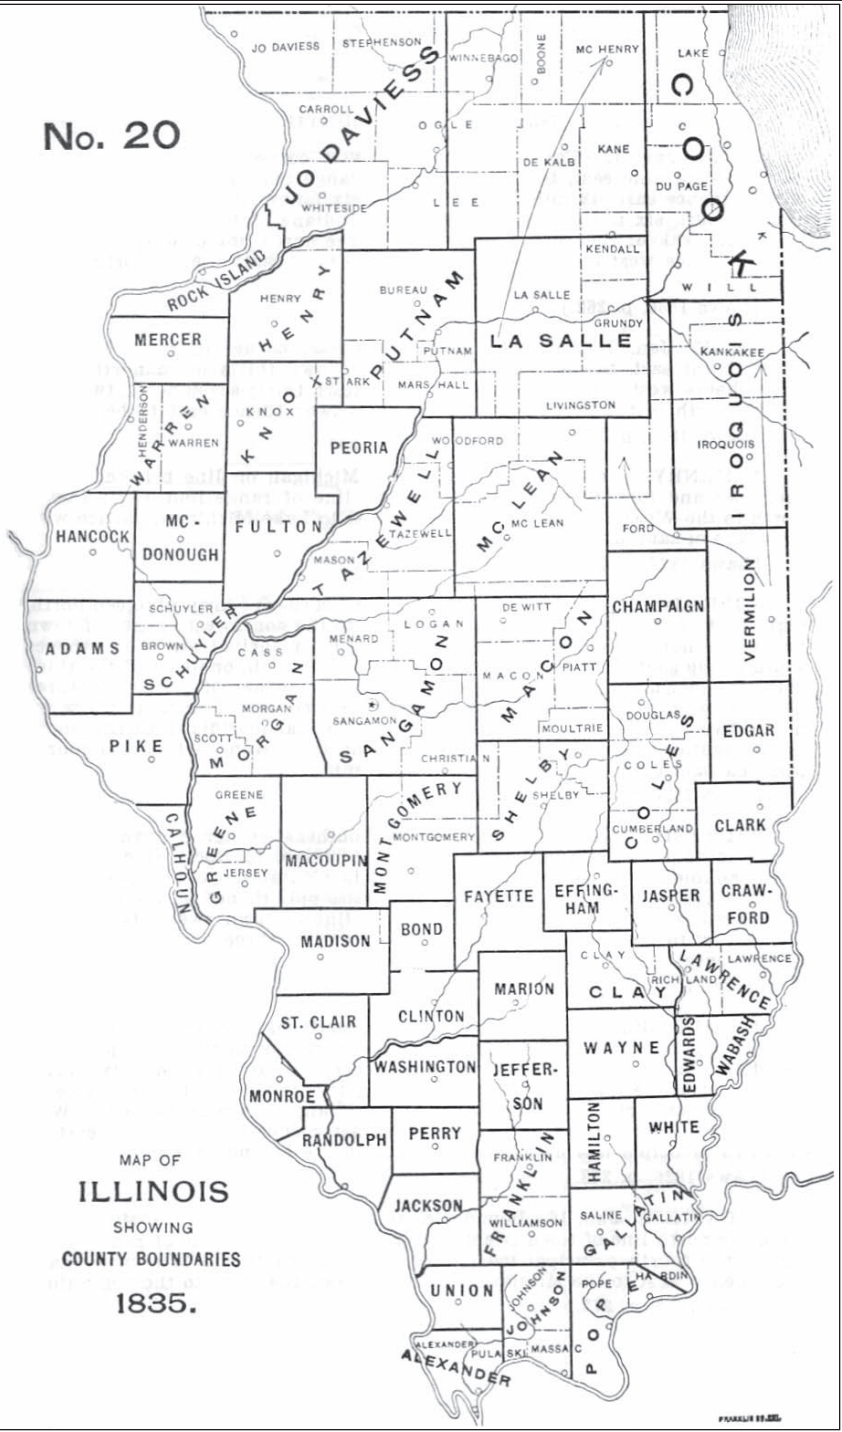 No. 20
JO DAVIESS
STEPHENSON
WINNEBAGO
BOONE
MC HENRY
LAKE
JO DAVIESS
CARROLL
OGLE
DE KALB
KANE
C
COOK
DU PAGE
WHITESIDE
LEE
KENDALL
K
WILL
ROCK ISLAND
HENRY
HENRY
BUREAU
PUTNAM
LA SALLE
GRUNDY
LA SALLE
MERCER
PUTNAM
KANKAKEE
IROQUOIS
X STARK
MARSHALL
LIVINGSTON
HENDERSON
WARREN
WARREN
KNOX
KNOX
PEORIA
WOODFORD
IROQUOIS
HANCOCK
MC-
DONOUGH
FULTON
TAZEWELL
TAZEWELL
MC LEAN
MC LEAN
FORD
MASON
ADAMS
SCHUYLER
BROWN
SCHUYLER
CASS
MENARD
LOGAN
DE WITT
CHAMPAIGN
VERMILION
MACON
MACON
PIATT
MORGAN
MORGAN
SANGAMON
SANGAMON
SCOTT
MOULTRIE
DOUGLAS
EDGAR
PIKE
CHRISTIAN
SHELBY
SHELBY
COLES
COLES
CALHOUN
GREENE
GREENE
JERSEY
MACOUPIN
MONTGOMERY
MONTGOMERY
CUMBERLAND
CLARK
FAYETTE
EFFING-
HAM
JASPER
CRAW-
FORD
MADISON
BOND
CLAY
CLAY
RICHLAND
LAWRENCE
LAWRENCE
MARION
ST. CLAIR
CLINTON
WAYNE
EDWARDS
WABASH
WASHINGTON
JEFFER-
SON
MONROE
RANDOLPH
PERRY
HAMILTON
WHITE
FRANKLIN
FRANKLIN
JACKSON
WILLIAMSON
SALINE
GALLATIN
GALLATIN
UNION
JOHNSON
JOHNSON
POPE
POPE
HARDIN
ALEXANDER
ALEXANDER
PULASKI
MASSAC
MAP OF
ILLINOIS
SHOWING
COUNTY BOUNDARIES
1835.